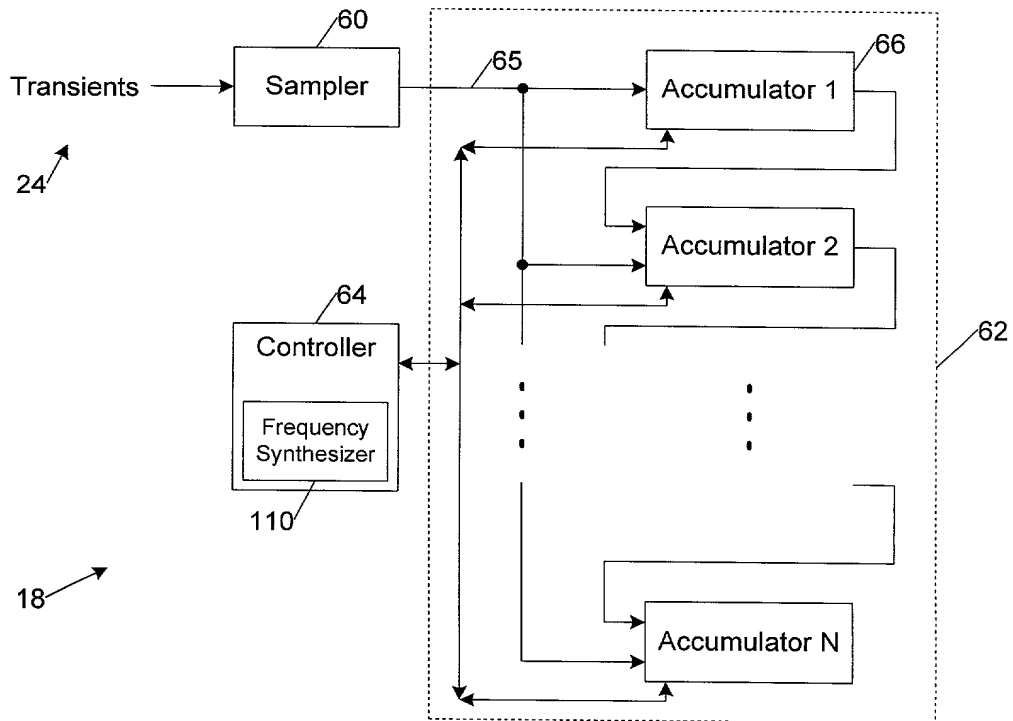 60
Transients
Sampler
65
66
Accumulator 1
24
Accumulator 2
64
Controller
62
Frequency
Synthesizer
110
18
Accumulator N